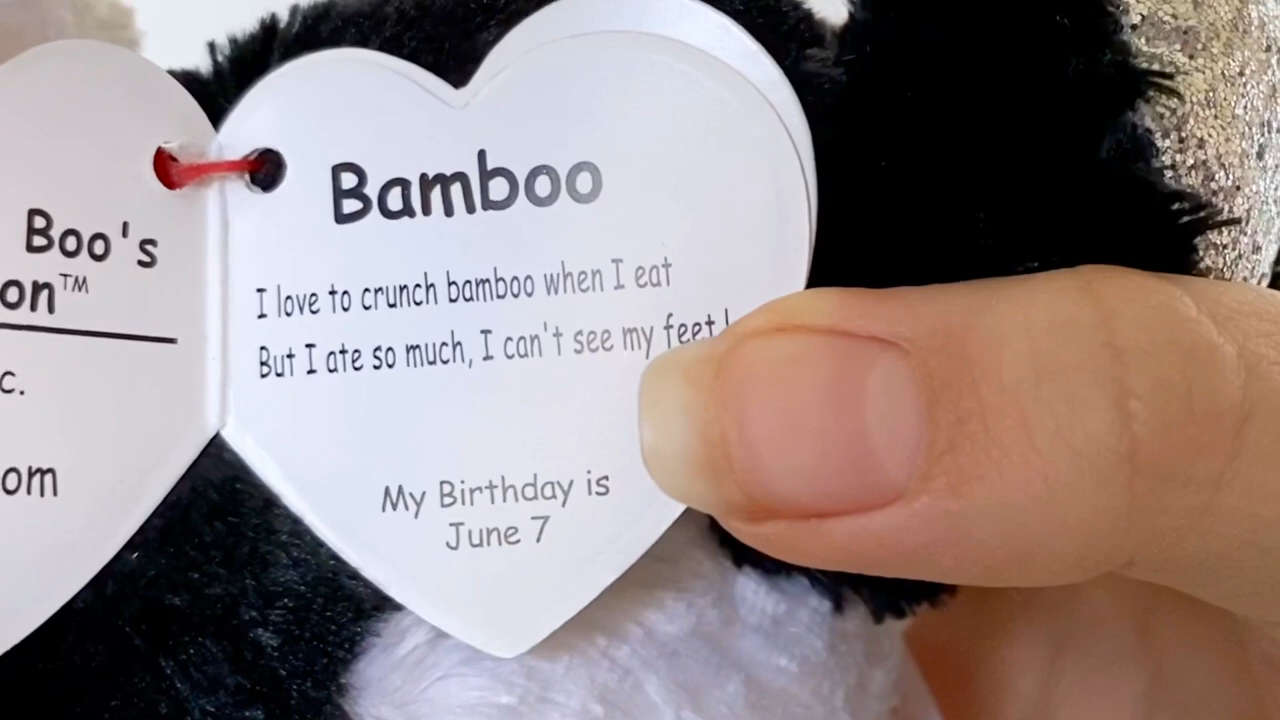 Boo's
on™
c.
om
Bamboo
I love to crunch bamboo when I eat
But I ate so much, I can't see my feet!
My Birthday is
June 7